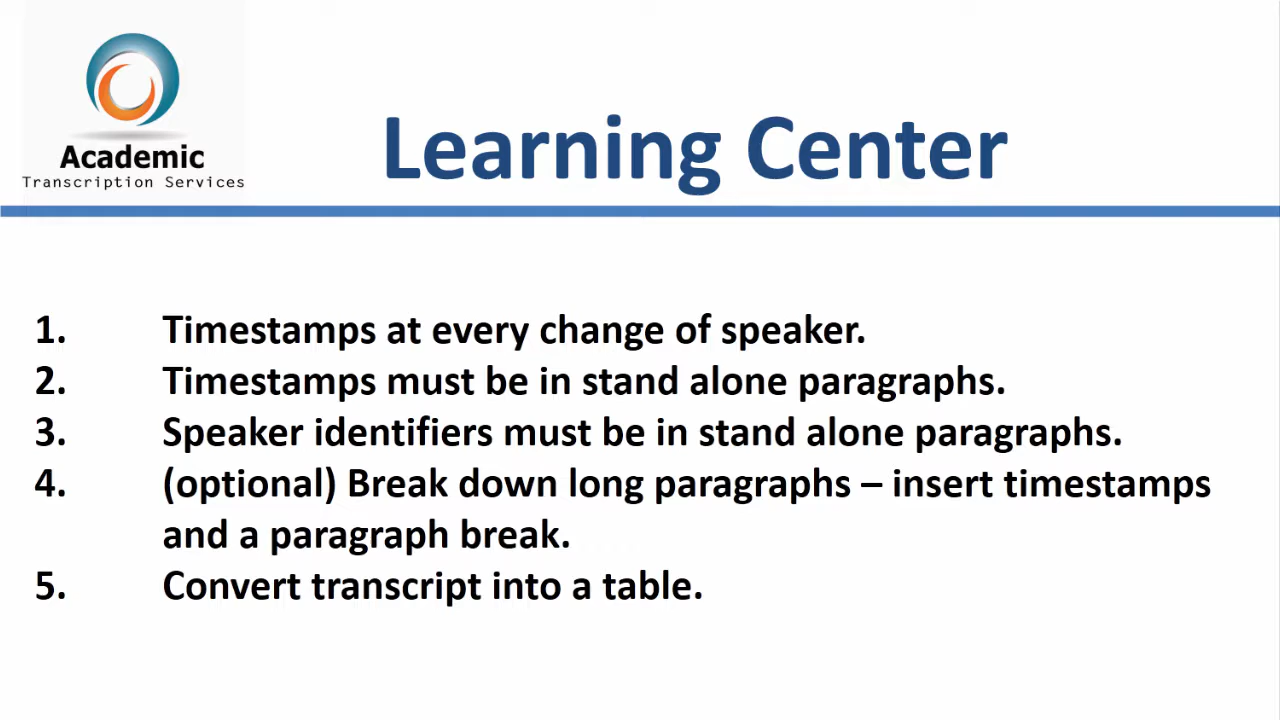 Academic
Transcription Services
Learning Center
1. Timestamps at every change of speaker.
2. Timestamps must be in stand alone paragraphs.
3. Speaker identifiers must be in stand alone paragraphs.
4. (optional) Break down long paragraphs – insert timestamps
and a paragraph break.
5. Convert transcript into a table.